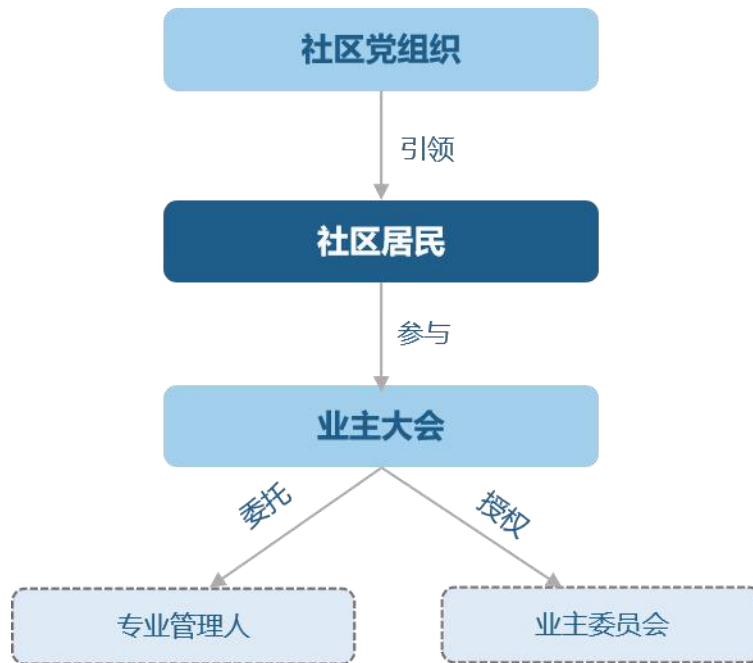 社区党组织
引领
社区居民
参与
业主大会
委托
授权
专业管理人
业主委员会